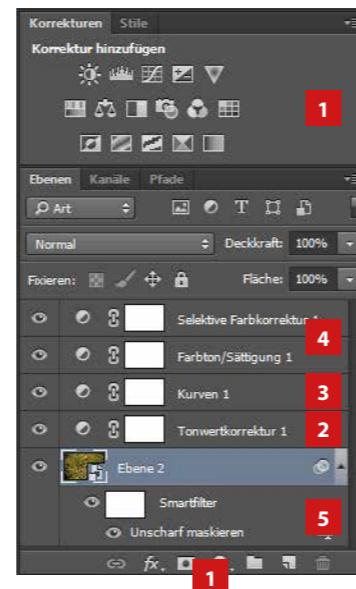 Korrekturen Stile
Korrektur hinzufügen
1
Ebenen Kanäle Pfade
Art
Normal Deckkraft: 100%
Fixieren: Fläche: 100%
Selektive Farbkorrektur 1
4
Farbton/Sättigung 1
Kurven 1 3
Tonwertkorrektur 1 2
Ebene 2
Smartfilter
5
Unscharf maskieren
fx.
1